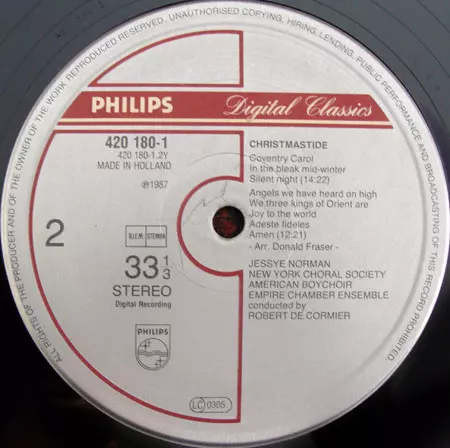 ALL RIGHTS OF THE PRODUCER AND OF THE OWNER OF THE WORK REPRODUCED RESERVED. UNAUTHORISED COPYING, HIRING, LENDING, PUBLIC PERFORMANCE AND BROADCASTING OF THIS RECORD PROHIBITED.
PHILIPS
Digital Classics
420 180-1
420 180-1.2Y
MADE IN HOLLAND
℗1987
2
B.I.E.M.
STEMRA
33 1/3
STEREO
Digital Recording
PHILIPS
CHRISTMASTIDE
Coventry Carol
In the bleak mid-winter
Silent night (14:22)
Angels we have heard on high
We three kings of Orient are
Joy to the world
Adeste fideles
Amen (12:21)
- Arr. Donald Fraser -
JESSYE NORMAN
NEW YORK CHORAL SOCIETY
AMERICAN BOYCHOIR
EMPIRE CHAMBER ENSEMBLE
conducted by
ROBERT DE CORMIER
LC 0305